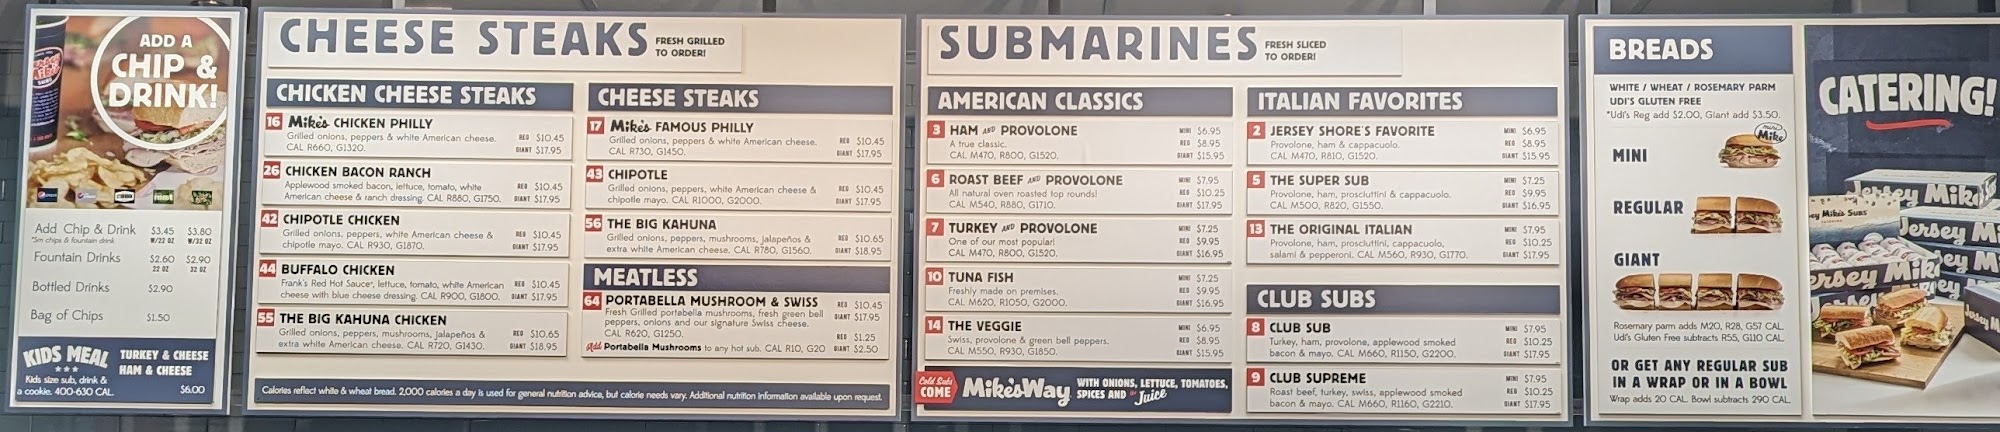 ADD A
CHIP &
DRINK!
Add Chip & Drink $3.45 $3.80
*Sm chips & fountain drink W/22 OZ W/32 OZ
Fountain Drinks $2.60 $2.90
22 OZ 32 OZ
Bottled Drinks $2.90
Bag of Chips $1.50
KIDS MEAL
Kids size sub, drink &
a cookie. 400-630 CAL.
TURKEY & CHEESE
HAM & CHEESE
$6.00
CHEESE STEAKS
FRESH GRILLED
TO ORDER!
CHICKEN CHEESE STEAKS
16 Mike's CHICKEN PHILLY
Grilled onions, peppers & white American cheese. REG $10.45
CAL R660, G1320. GIANT $17.95
26 CHICKEN BACON RANCH
Applewood smoked bacon, lettuce, tomato, white REG $10.45
American cheese & ranch dressing. CAL R880, G1750. GIANT $17.95
42 CHIPOTLE CHICKEN
Grilled onions, peppers, white American cheese & REG $10.45
chipotle mayo. CAL R930, G1870. GIANT $17.95
44 BUFFALO CHICKEN
Frank's Red Hot Sauce®, lettuce, tomato, white American REG $10.45
cheese with blue cheese dressing. CAL R900, G1800. GIANT $17.95
55 THE BIG KAHUNA CHICKEN
Grilled onions, peppers, mushrooms, jalapeños & REG $10.65
extra white American cheese. CAL R720, G1430. GIANT $18.95
CHEESE STEAKS
17 Mike's FAMOUS PHILLY
Grilled onions, peppers & white American cheese. REG $10.45
CAL R730, G1450. GIANT $17.95
43 CHIPOTLE
Grilled onions, peppers, white American cheese & REG $10.45
chipotle mayo. CAL R1000, G2000. GIANT $17.95
56 THE BIG KAHUNA
Grilled onions, peppers, mushrooms, jalapeños & REG $10.65
extra white American cheese. CAL R780, G1560. GIANT $18.95
MEATLESS
64 PORTABELLA MUSHROOM & SWISS REG $10.45
Fresh Grilled portabella mushrooms, fresh green bell GIANT $17.95
peppers, onions and our signature Swiss cheese.
CAL R620, G1250. REG $1.25
Add Portabella Mushrooms to any hot sub. CAL R10, G20 GIANT $2.50
Calories reflect white & wheat bread. 2,000 calories a day is used for general nutrition advice, but calorie needs vary. Additional nutrition information available upon request.
SUBMARINES
FRESH SLICED
TO ORDER!
AMERICAN CLASSICS
3 HAM AND PROVOLONE MINI $6.95
A true classic. REG $8.95
CAL M470, R800, G1520. GIANT $15.95
6 ROAST BEEF AND PROVOLONE MINI $7.95
All natural oven roasted top rounds! REG $10.25
CAL M540, R880, G1710. GIANT $17.95
7 TURKEY AND PROVOLONE MINI $7.25
One of our most popular! REG $9.95
CAL M470, R800, G1520. GIANT $16.95
10 TUNA FISH MINI $7.25
Freshly made on premises. REG $9.95
CAL M620, R1050, G2000. GIANT $16.95
14 THE VEGGIE MINI $6.95
Swiss, provolone & green bell peppers. REG $8.95
CAL M550, R930, G1850. GIANT $15.95
Cold Subs
COME Mike's Way WITH ONIONS, LETTUCE, TOMATOES,
SPICES AND the Juice
ITALIAN FAVORITES
2 JERSEY SHORE'S FAVORITE MINI $6.95
Provolone, ham & cappacuolo. REG $8.95
CAL M470, R810, G1520. GIANT $15.95
5 THE SUPER SUB MINI $7.25
Provolone, ham, prosciuttini & cappacuolo. REG $9.95
CAL M500, R820, G1550. GIANT $16.95
13 THE ORIGINAL ITALIAN MINI $7.95
Provolone, ham, prosciuttini, cappacuolo, REG $10.25
salami & pepperoni. CAL M560, R930, G1770. GIANT $17.95
CLUB SUBS
8 CLUB SUB MINI $7.95
Turkey, ham, provolone, applewood smoked REG $10.25
bacon & mayo. CAL M660, R1150, G2200. GIANT $17.95
9 CLUB SUPREME MINI $7.95
Roast beef, turkey, swiss, applewood smoked REG $10.25
bacon & mayo. CAL M660, R1160, G2210. GIANT $17.95
BREADS
WHITE / WHEAT / ROSEMARY PARM
UDI'S GLUTEN FREE
*Udi's Reg add $2.00, Giant add $3.50.
mini
Mike
MINI
REGULAR
GIANT
Rosemary parm adds M20, R28, G57 CAL.
Udi's Gluten Free subtracts R55, G110 CAL.
OR GET ANY REGULAR SUB
IN A WRAP OR IN A BOWL
Wrap adds 20 CAL. Bowl subtracts 290 CAL.
CATERING!
Jersey Mike's
Jersey M
ey Mike's Subs
ersey Mike